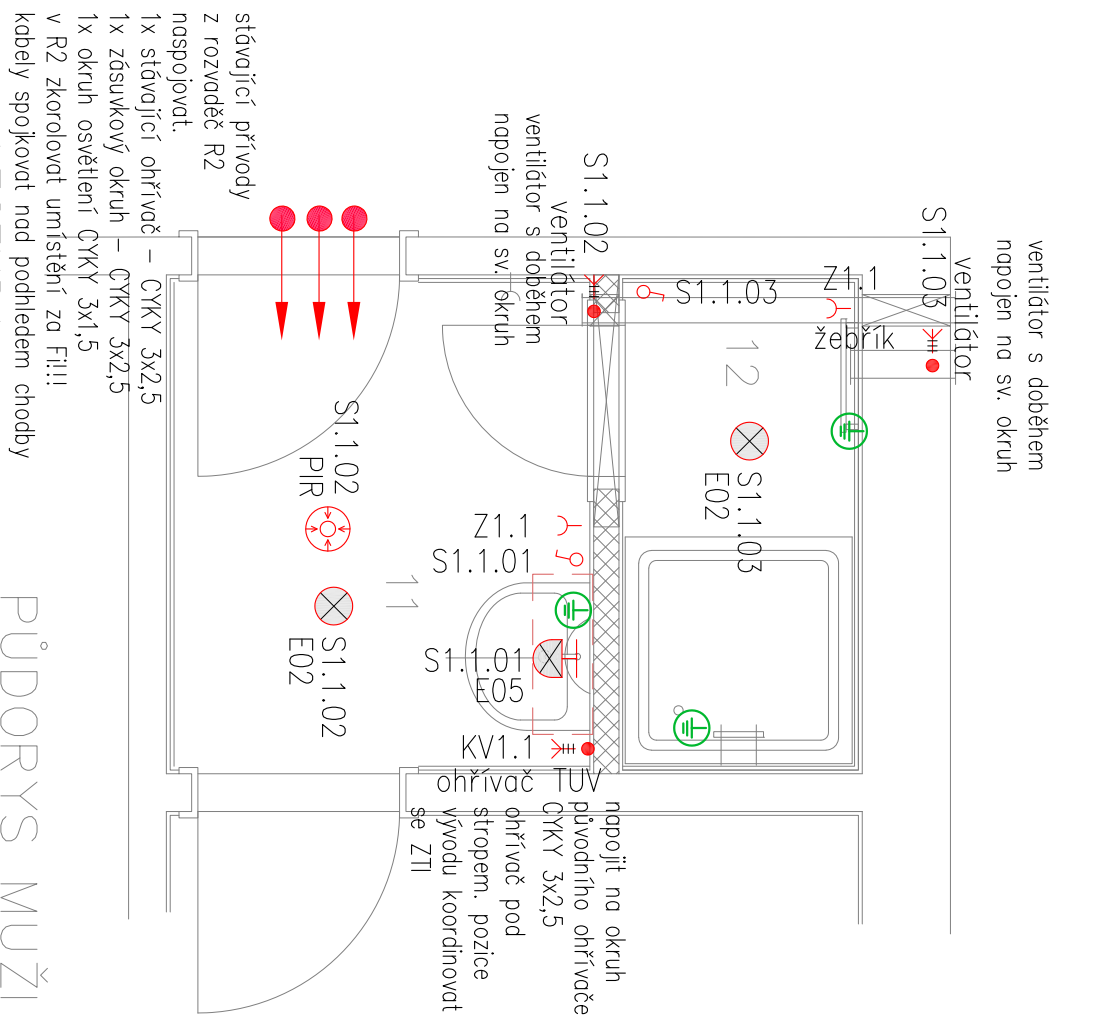 stávající přívody
z rozvaděč R2
naspojovat.
1x stávající ohřívač – CYKY 3x2,5
1x zásuvkový okruh – CYKY 3x2,5
1x okruh osvětlení CYKY 3x1,5
v R2 zkorolovat umístění za FI!!!
kabely spojkovat nad podhledem chodby
PŮDORYS MUŽI
ventilátor s doběhem
napojen na sv. okruh
S1.1.02
ventilátor
ventilátor s doběhem
napojen na sv. okruh
S1.1.03
ventilátor
S1.1.03
Z1.1
žebřík
12
S1.1.03
E02
S1.1.02
PIR
Z1.1
S1.1.01
11
S1.1.02
E02
S1.1.01
E05
KV1.1
ohřívač TUV
napojit na okruh
původního ohřívače
CYKY 3x2,5
ohřívač pod
stropem. pozice
vývodu koordinovat
se ZTI